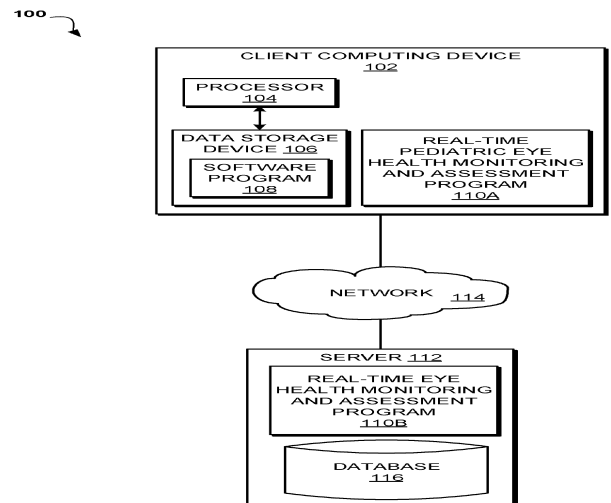 100
CLIENT COMPUTING DEVICE
102
PROCESSOR
104
DATA STORAGE
DEVICE 106
SOFTWARE
PROGRAM
108
REAL-TIME
PEDIATRIC EYE
HEALTH MONITORING
AND ASSESSMENT
PROGRAM
110A
NETWORK 114
SERVER 112
REAL-TIME EYE
HEALTH MONITORING
AND ASSESSMENT
PROGRAM
110B
DATABASE
116